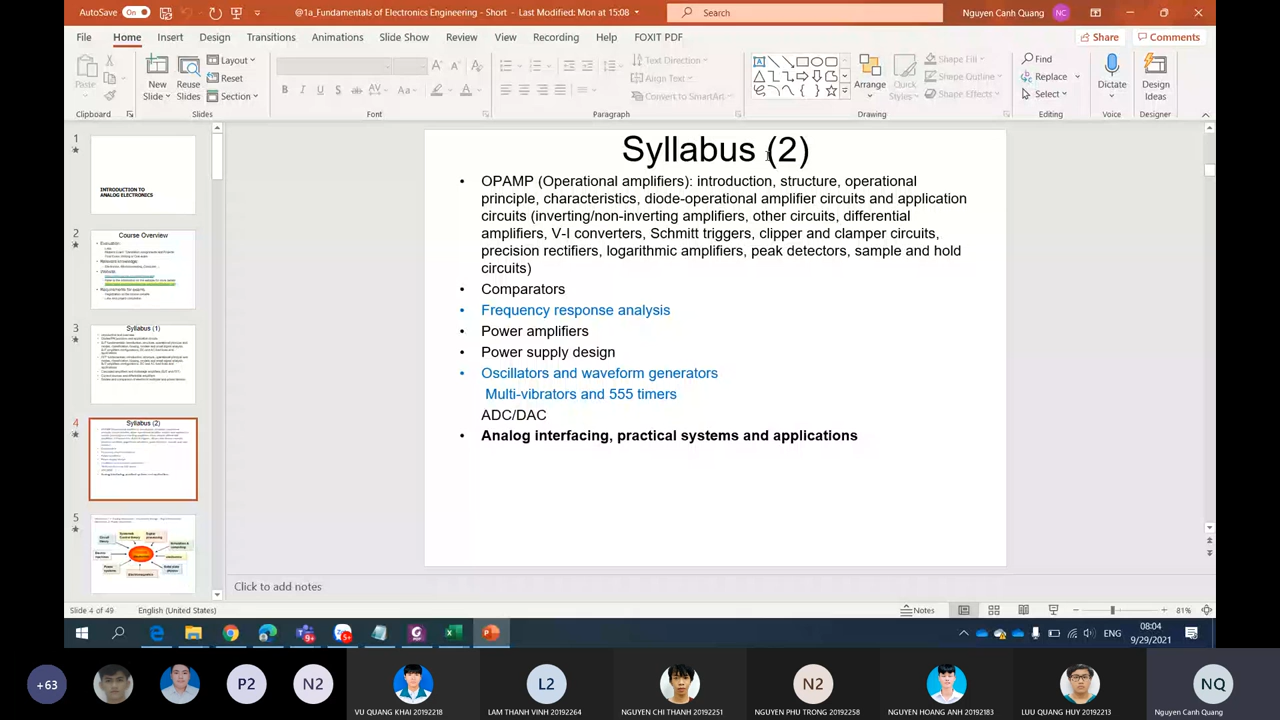 AutoSave On @1a_Fundamentals of Electronics Engineering - Short - Last Modified: Mon at 15:08 Search Nguyen Canh Quang NC
File Home Insert Design Transitions Animations Slide Show Review View Recording Help FOXIT PDF Share Comments
Paste New Slide Reuse Slides Layout Reset Section
B I U S ab AV Aa A
Text Direction Align Text Convert to SmartArt
Arrange Quick Styles Shape Fill Shape Outline Shape Effects
Find Replace Select Dictate Design Ideas
Clipboard Slides Font Paragraph Drawing Editing Voice Designer
1
INTRODUCTION TO
ANALOG ELECTRONICS
2
Course Overview
3
Syllabus (1)
4
Syllabus (2)
5
Syllabus (2)
• OPAMP (Operational amplifiers): introduction, structure, operational
principle, characteristics, diode-operational amplifier circuits and application
circuits (inverting/non-inverting amplifiers, other circuits, differential
amplifiers, V-I converters, Schmitt triggers, clipper and clamper circuits,
precision rectifiers, logarithmic amplifiers, peak detectors, sample and hold
circuits)
• Comparators
• Frequency response analysis
• Power amplifiers
• Power supply design
• Oscillators and waveform generators
Multi-vibrators and 555 timers
ADC/DAC
• Analog interfacing, practical systems and applications
Click to add notes
Slide 4 of 49 English (United States) Notes 81%
ENG 08:04
9/29/2021
+63 P2 N2 L2 N2 NQ
VU QUANG KHAI 20192218 LAM THANH VINH 20192264 NGUYEN CHI THANH 20192251 NGUYEN PHU TRONG 20192258 NGUYEN HOANG ANH 20192183 LUU QUANG HUY 20192213 Nguyen Canh Quang